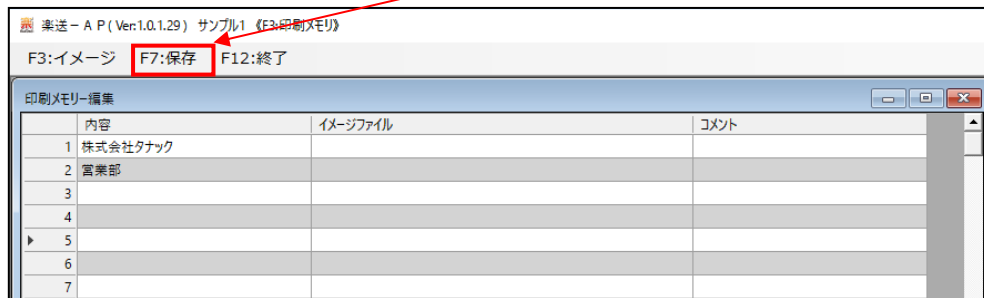 楽送－ＡＰ( Ver:1.0.1.29 ) サンプル1 《F3:印刷メモリ》
F3:イメージ F7:保存 F12:終了
印刷メモリー編集
内容 イメージファイル コメント
1 株式会社タナック
2 営業部
3
4
5
6
7